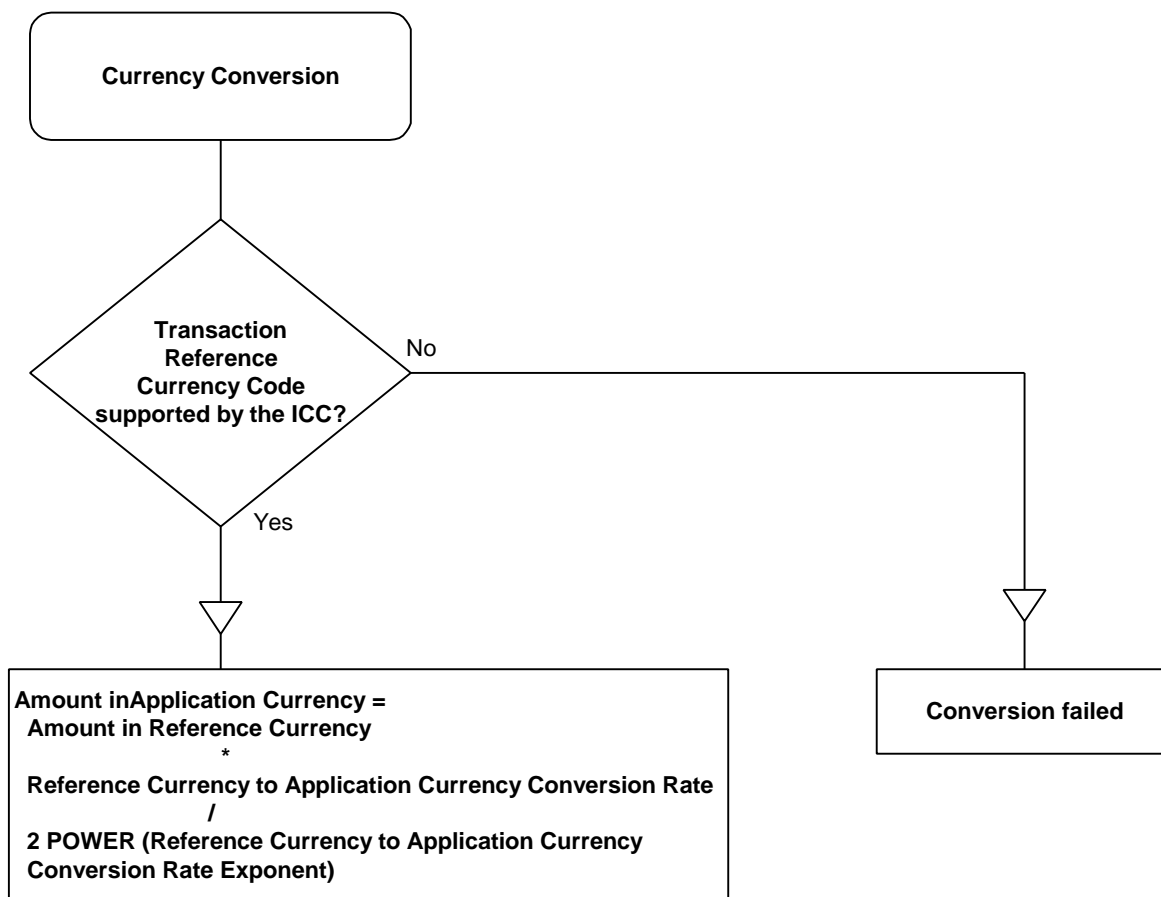 Currency Conversion
Transaction
Reference
Currency Code
supported by the ICC?
No
Yes
Amount inApplication Currency =
Amount in Reference Currency
*
Reference Currency to Application Currency Conversion Rate
/
2 POWER (Reference Currency to Application Currency
Conversion Rate Exponent)
Conversion failed